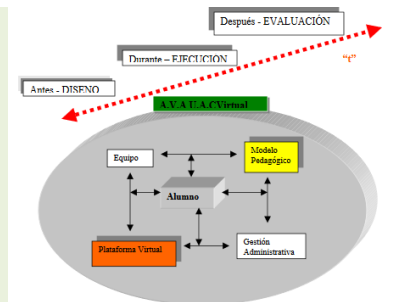 Después - EVALUACIÓN
Durante – EJECUCIÓN
"t"
Antes - DISEÑO
A.V.A U.A.CVirtual
Equipo
Modelo
Pedagógico
Alumno
Plataforma Virtual
Gestión
Administrativa